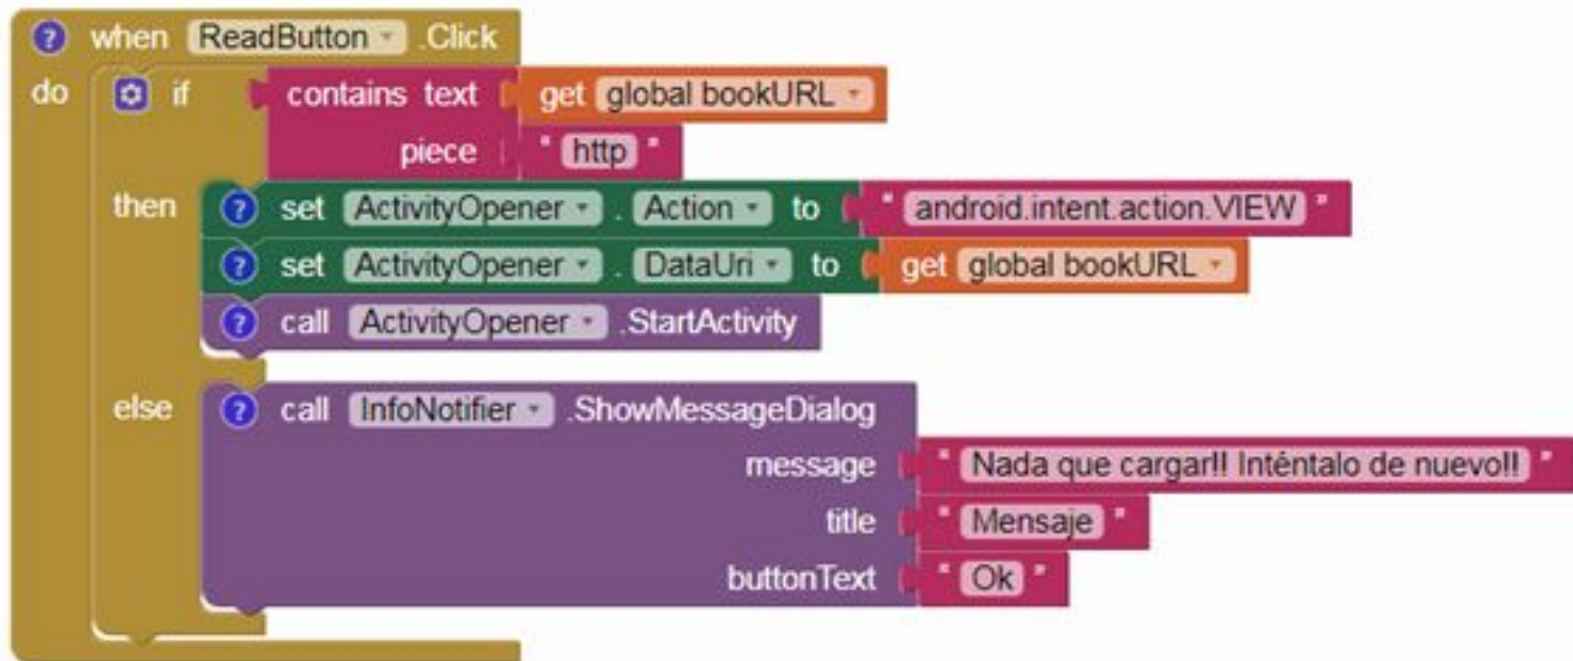 ? when ReadButton .Click
do if contains text get global bookURL
piece " http "
then ? set ActivityOpener . Action to " android.intent.action.VIEW "
? set ActivityOpener . DataUri to get global bookURL
? call ActivityOpener .StartActivity
else ? call InfoNotifier .ShowMessageDialog
message " Nada que cargar!! Inténtalo de nuevo!! "
title " Mensaje "
buttonText " Ok "